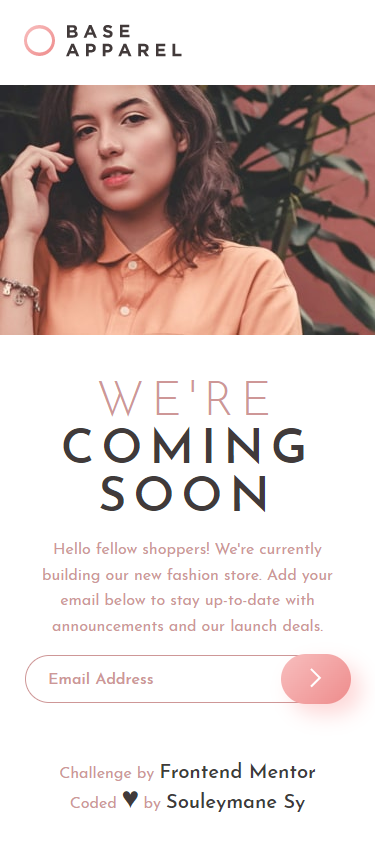 BASE
APPAREL
WE'RE
COMING
SOON
Hello fellow shoppers! We're currently
building our new fashion store. Add your
email below to stay up-to-date with
announcements and our launch deals.
Email Address
Challenge by Frontend Mentor
Coded ♥ by Souleymane Sy